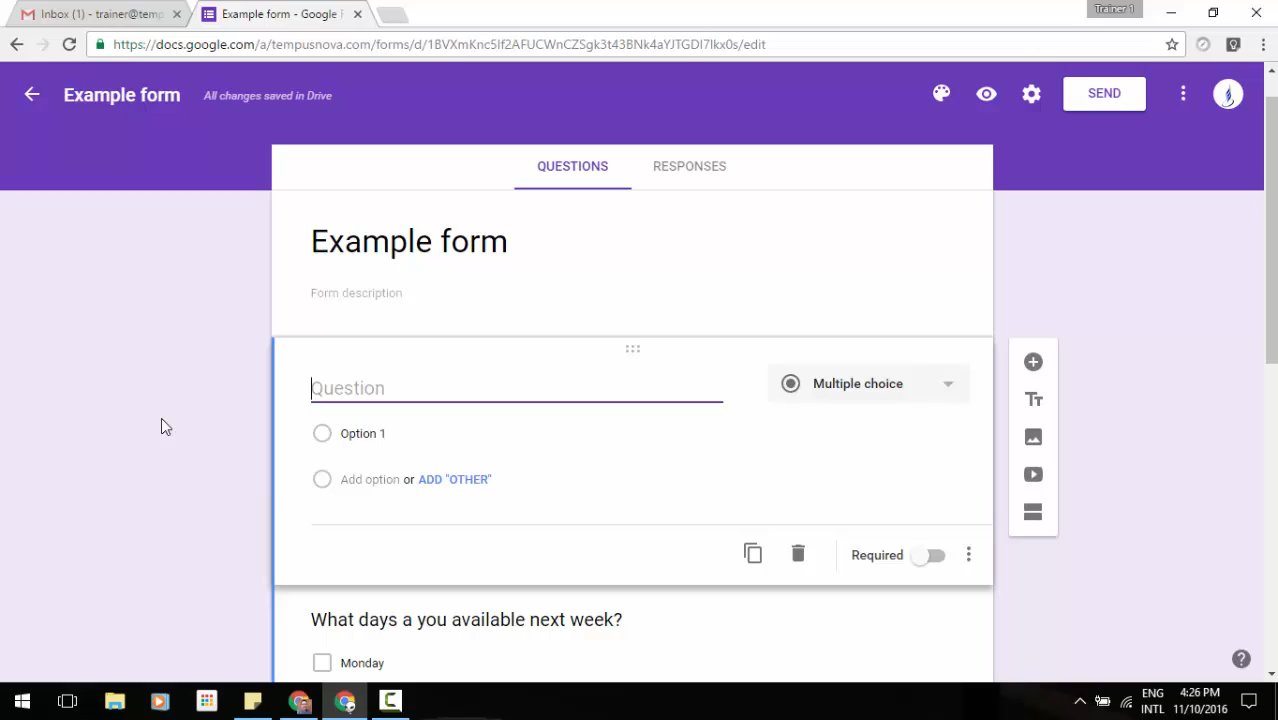 Inbox (1) - trainer@temp
Example form - Google F
Trainer 1
https://docs.google.com/a/tempusnova.com/forms/d/1BVXmKnc5lf2AFUCWnCZSgk3t43BNk4aYJTGDI7lkx0s/edit
Example form
All changes saved in Drive
SEND
QUESTIONS
RESPONSES
Example form
Form description
Question
Multiple choice
Option 1
Add option or ADD "OTHER"
Required
What days a you available next week?
Monday
ENG
INTL
4:26 PM
11/10/2016